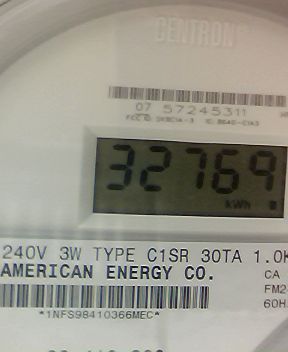 CENTRON
07 57245311
32769
kWh
240V 3W TYPE C1SR 30TA 1.0K
AMERICAN ENERGY CO.
CA
FM2
60H
*1NFS98410366MEC*